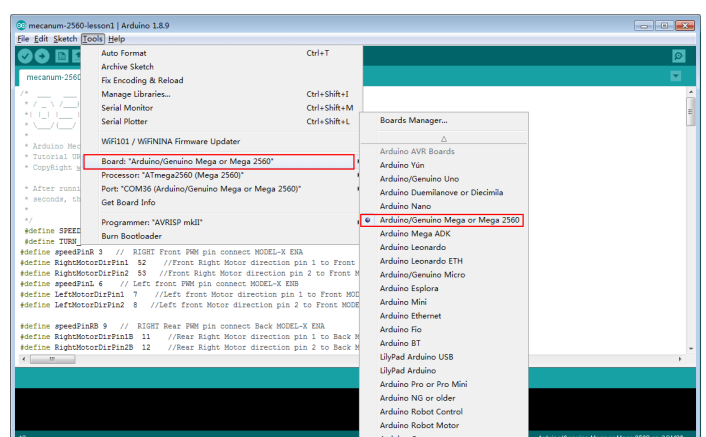 mecanum-2560-lesson1 | Arduino 1.8.9
File Edit Sketch Tools Help
mecanum-256
Auto Format Ctrl+T
Archive Sketch
Fix Encoding & Reload
Manage Libraries... Ctrl+Shift+I
Serial Monitor Ctrl+Shift+M
Serial Plotter Ctrl+Shift+L
WiFi101 / WiFiNINA Firmware Updater
Board: "Arduino/Genuino Mega or Mega 2560"
Processor: "ATmega2560 (Mega 2560)"
Port: "COM36 (Arduino/Genuino Mega or Mega 2560)"
Get Board Info
Programmer: "AVRISP mkII"
Burn Bootloader
Boards Manager...
Arduino AVR Boards
Arduino Yún
Arduino/Genuino Uno
Arduino Duemilanove or Diecimila
Arduino Nano
Arduino/Genuino Mega or Mega 2560
Arduino Mega ADK
Arduino Leonardo
Arduino Leonardo ETH
Arduino/Genuino Micro
Arduino Esplora
Arduino Mini
Arduino Ethernet
Arduino Fio
Arduino BT
LilyPad Arduino USB
LilyPad Arduino
Arduino Pro or Pro Mini
Arduino NG or older
Arduino Robot Control
Arduino Robot Motor
* Arduino Mec
* Tutorial UR
* CopyRight w
* After runni
* seconds, th
*
*/
#define SPEED
#define TURN_
#define speedPinR 3 // RIGHT Front PWM pin connect MODEL-X ENA
#define RightMotorDirPin1 52 //Front Right Motor direction pin 1 to Front
#define RightMotorDirPin2 53 //Front Right Motor direction pin 2 to Front M
#define speedPinL 6 // Left front PWM pin connect MODEL-X ENB
#define LeftMotorDirPin1 7 //Left front Motor direction pin 1 to Front MOD
#define LeftMotorDirPin2 8 //Left front Motor direction pin 2 to Front MODE
#define speedPinRB 9 // RIGHT Rear PWM pin connect Back MODEL-X ENA
#define RightMotorDirPin1B 11 //Rear Right Motor direction pin 1 to Back M
#define RightMotorDirPin2B 12 //Rear Right Motor direction pin 2 to Back M